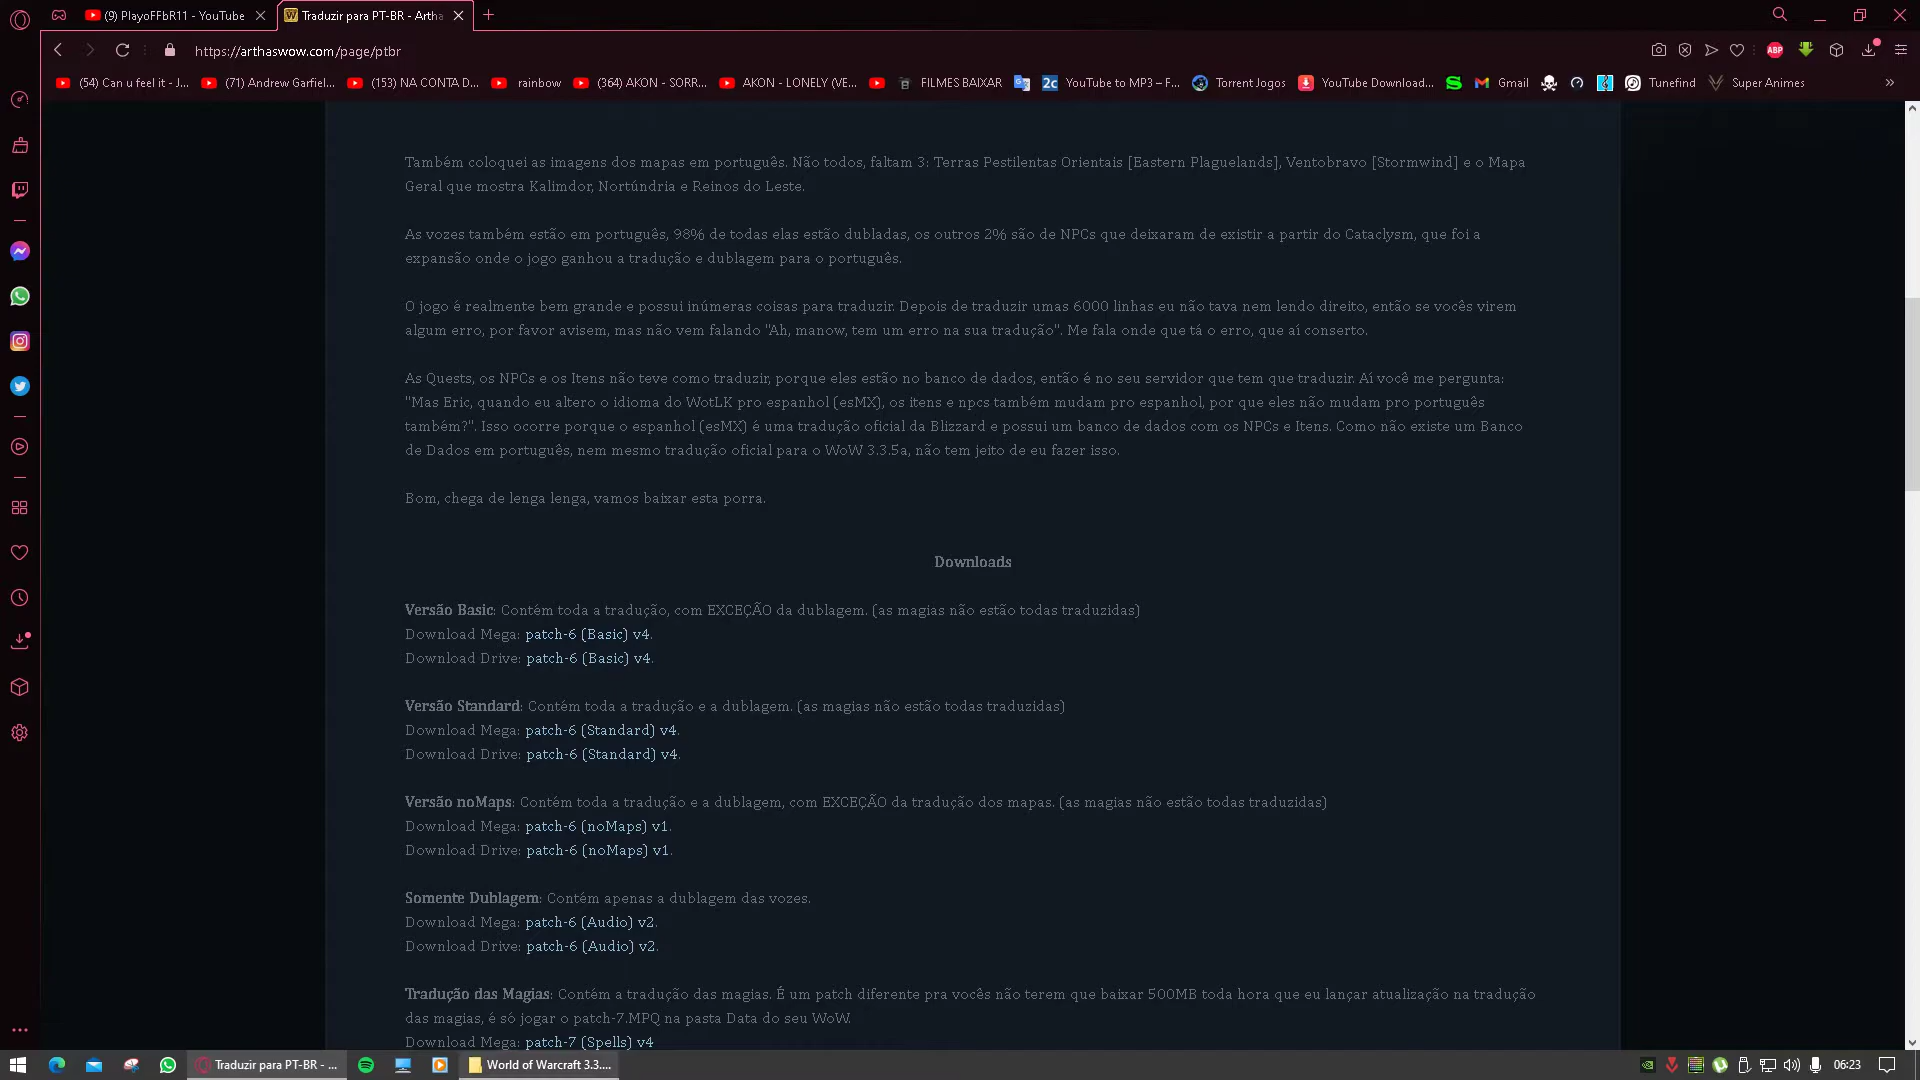 (9) PlayoFFbR11 - YouTube
Traduzir para PT-BR - Artha
https://arthaswow.com/page/ptbr
ABP
(54) Can u feel it - J...
(71) Andrew Garfiel...
(153) NA CONTA D...
rainbow
(364) AKON - SORR...
AKON - LONELY (VE...
FILMES BAIXAR
2c
YouTube to MP3 – F...
Torrent Jogos
YouTube Download...
Gmail
Tunefind
Super Animes
Também coloquei as imagens dos mapas em português. Não todos, faltam 3: Terras Pestilentas Orientais [Eastern Plaguelands], Ventobravo [Stormwind] e o Mapa
Geral que mostra Kalimdor, Nortúndria e Reinos do Leste.
As vozes também estão em português, 98% de todas elas estão dubladas, os outros 2% são de NPCs que deixaram de existir a partir do Cataclysm, que foi a
expansão onde o jogo ganhou a tradução e dublagem para o português.
O jogo é realmente bem grande e possui inúmeras coisas para traduzir. Depois de traduzir umas 6000 linhas eu não tava nem lendo direito, então se vocês virem
algum erro, por favor avisem, mas não vem falando "Ah, manow, tem um erro na sua tradução". Me fala onde que tá o erro, que aí conserto.
As Quests, os NPCs e os Itens não teve como traduzir, porque eles estão no banco de dados, então é no seu servidor que tem que traduzir. Aí você me pergunta:
"Mas Eric, quando eu altero o idioma do WotLK pro espanhol (esMX), os itens e npcs também mudam pro espanhol, por que eles não mudam pro português
também?". Isso ocorre porque o espanhol (esMX) é uma tradução oficial da Blizzard e possui um banco de dados com os NPCs e Itens. Como não existe um Banco
de Dados em português, nem mesmo tradução oficial para o WoW 3.3.5a, não tem jeito de eu fazer isso.
Bom, chega de lenga lenga, vamos baixar esta porra.
Downloads
Versão Basic: Contém toda a tradução, com EXCEÇÃO da dublagem. (as magias não estão todas traduzidas)
Download Mega: patch-6 (Basic) v4.
Download Drive: patch-6 (Basic) v4.
Versão Standard: Contém toda a tradução e a dublagem. (as magias não estão todas traduzidas)
Download Mega: patch-6 (Standard) v4.
Download Drive: patch-6 (Standard) v4.
Versão noMaps: Contém toda a tradução e a dublagem, com EXCEÇÃO da tradução dos mapas. (as magias não estão todas traduzidas)
Download Mega: patch-6 (noMaps) v1.
Download Drive: patch-6 (noMaps) v1.
Somente Dublagem: Contém apenas a dublagem das vozes.
Download Mega: patch-6 (Audio) v2.
Download Drive: patch-6 (Audio) v2.
Tradução das Magias: Contém a tradução das magias. É um patch diferente pra vocês não terem que baixar 500MB toda hora que eu lançar atualização na tradução
das magias, é só jogar o patch-7.MPQ na pasta Data do seu WoW.
Download Mega: patch-7 (Spells) v4
Traduzir para PT-BR - ...
World of Warcraft 3.3....
06:23